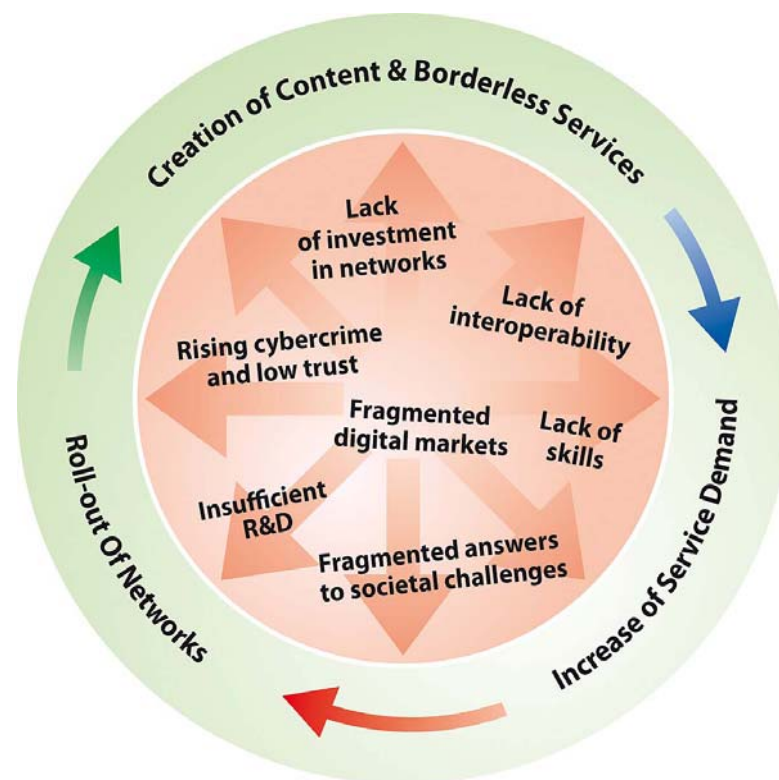 Creation of Content & Borderless Services
Lack
of investment
in networks
Lack of
interoperability
Rising cybercrime
and low trust
Fragmented
digital markets
Lack of
skills
Insufficient
R&D
Fragmented answers
to societal challenges
Increase of Service Demand
Roll-out Of Networks